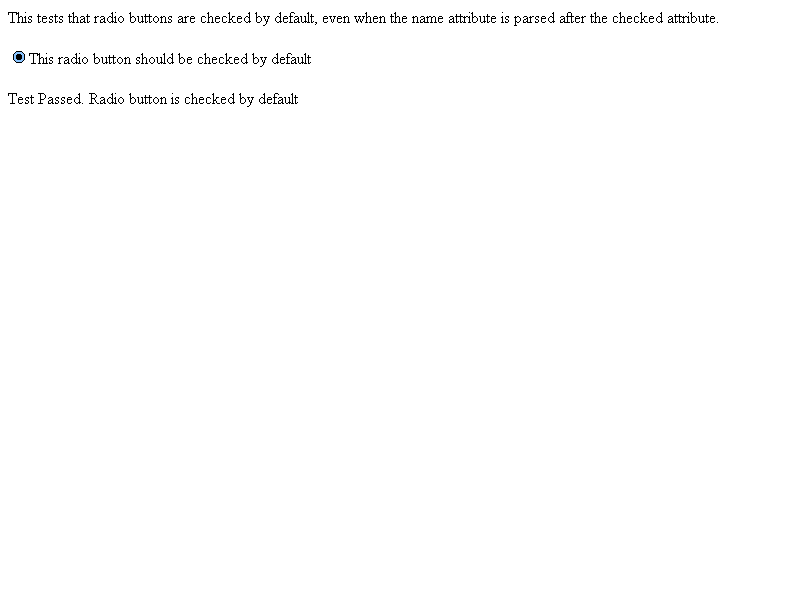 This tests that radio buttons are checked by default, even when the name attribute is parsed after the checked attribute.
This radio button should be checked by default
Test Passed. Radio button is checked by default